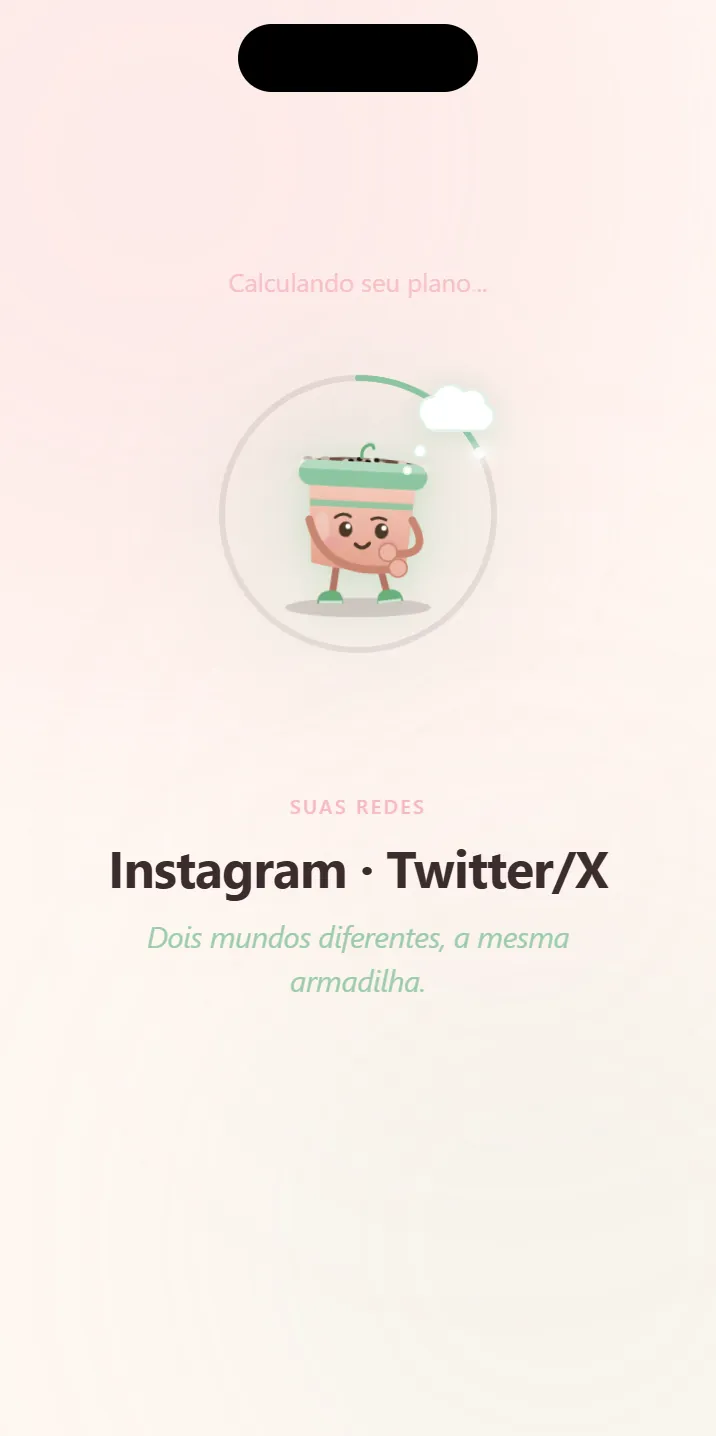 Calculando seu plano...
SUAS REDES
Instagram · Twitter/X
Dois mundos diferentes, a mesma
armadilha.